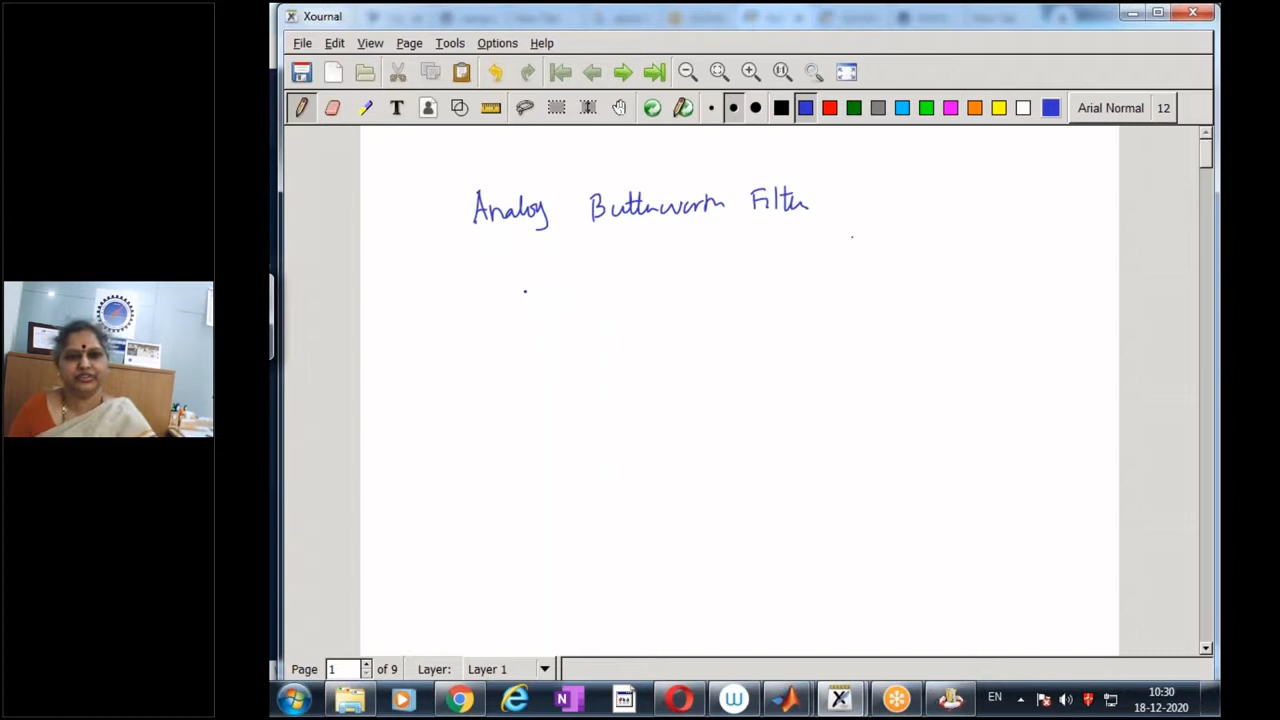 Xournal
File Edit View Page Tools Options Help
Arial Normal 12
Analog Butterworth Filter
Page 1 of 9 Layer: Layer 1
EN 10:30
18-12-2020